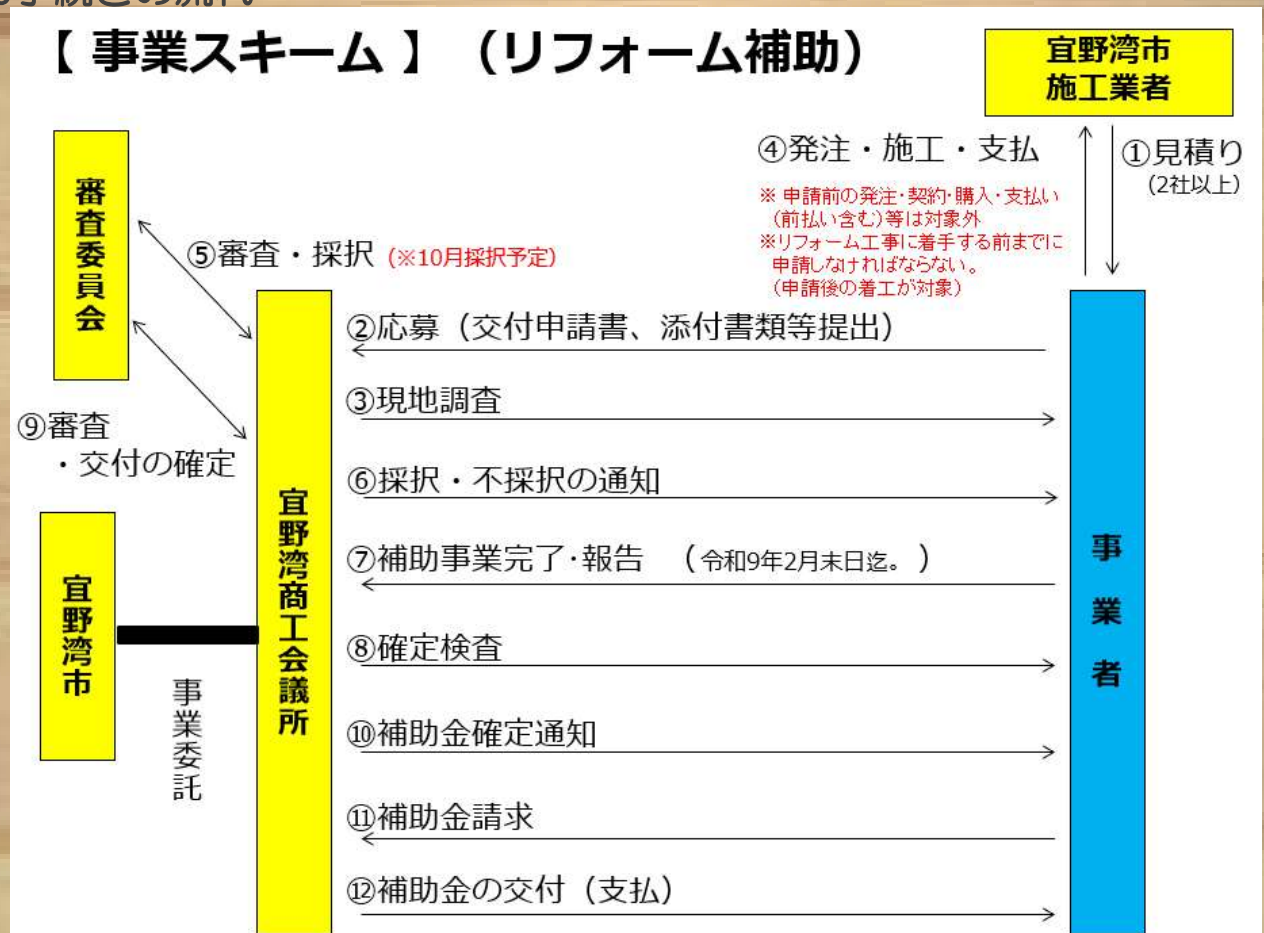 【 事業スキーム 】 （リフォーム補助）
宜野湾市
施工業者
④発注・施工・支払
※ 申請前の発注・契約・購入・支払い
（前払い含む）等は対象外
※リフォーム工事に着手する前までに
申請しなければならない。
（申請後の着工が対象）
①見積り
（2社以上）
審査委員会
⑤審査・採択（※10月採択予定）
②応募（交付申請書、添付書類等提出）
③現地調査
⑨審査
・交付の確定
⑥採択・不採択の通知
宜野湾商工会議所
⑦補助事業完了・報告 （令和9年2月末日迄。）
事業者
宜野湾市
⑧確定検査
事業委託
⑩補助金確定通知
⑪補助金請求
⑫補助金の交付（支払）